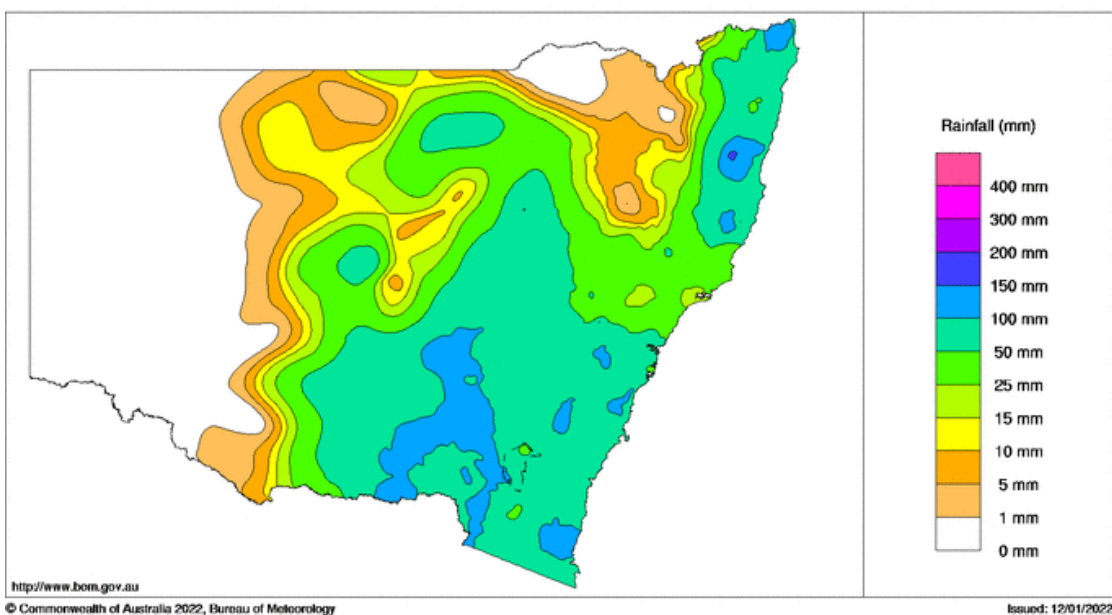 Rainfall (mm)
400 mm
300 mm
200 mm
150 mm
100 mm
50 mm
25 mm
15 mm
10 mm
5 mm
1 mm
0 mm
http://www.bom.gov.au
© Commonwealth of Australia 2022, Bureau of Meteorology
Issued: 12/01/2022